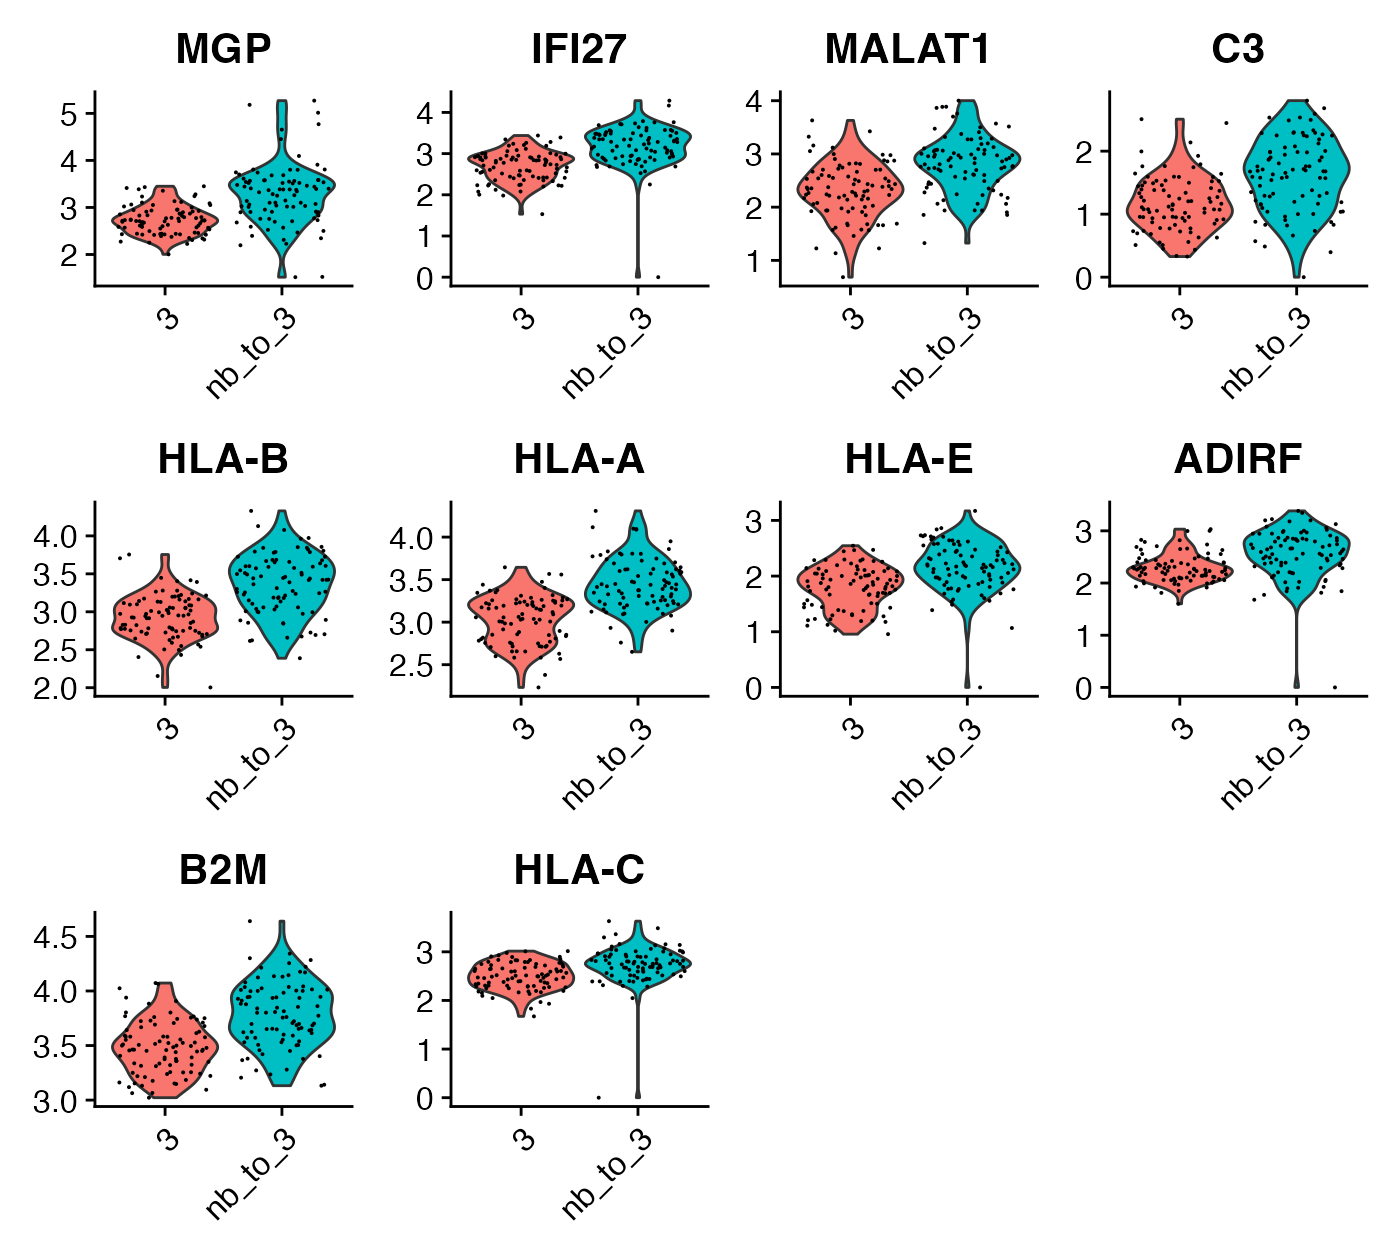 MGP IFI27 MALAT1 C3
5 4 3 2
4 3 2 1 0
4 3 2 1
2 1 0
3 nb_to_3 3 nb_to_3 3 nb_to_3 3 nb_to_3
HLA-B HLA-A HLA-E ADIRF
4.0 3.5 3.0 2.5 2.0
4.0 3.5 3.0 2.5
3 2 1 0
3 2 1 0
3 nb_to_3 3 nb_to_3 3 nb_to_3 3 nb_to_3
B2M HLA-C
4.5 4.0 3.5 3.0
3 2 1 0
3 nb_to_3 3 nb_to_3